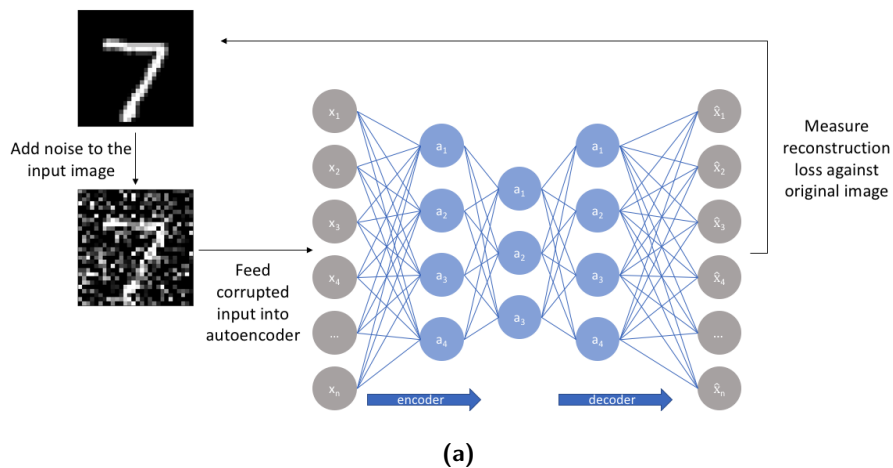 Add noise to the
input image
Feed
corrupted
input into
autoencoder
x₁
x₂
x₃
x₄
...
xₙ
a₁
a₂
a₃
a₄
a₁
a₂
a₃
a₁
a₂
a₃
a₄
x̂₁
x̂₂
x̂₃
x̂₄
...
x̂ₙ
encoder
decoder
Measure
reconstruction
loss against
original image
(a)